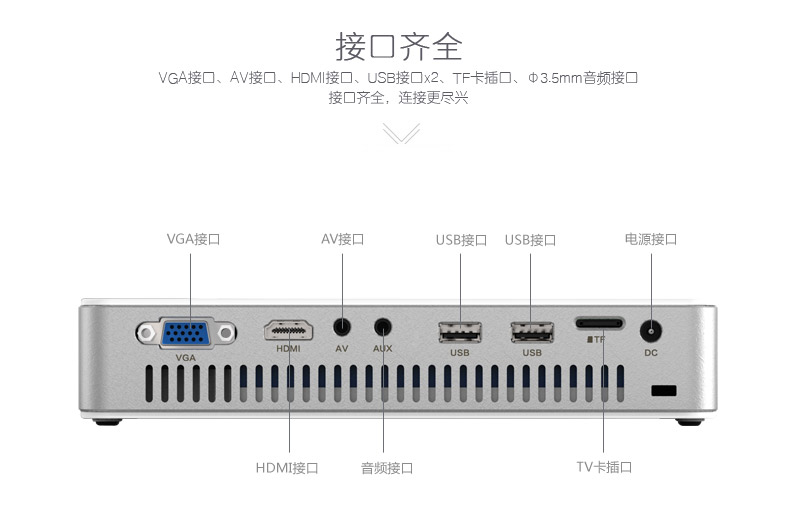 接口齐全
VGA接口、AV接口、HDMI接口、USB接口x2、TF卡插口、Φ3.5mm音频接口
接口齐全，连接更尽兴
VGA接口 AV接口 USB接口 USB接口 电源接口
HDMI AV AUX USB USB TF DC
VGA
HDMI接口 音频接口 TV卡插口